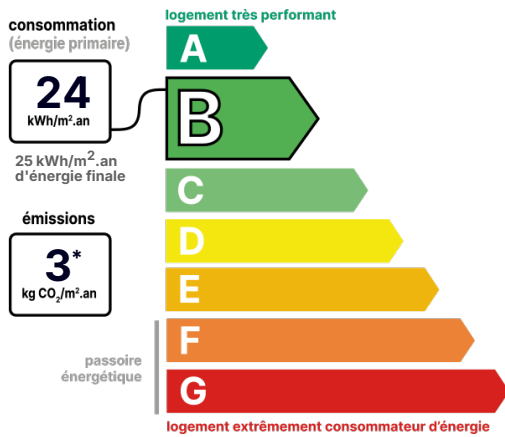 logement très performant
consommation
(énergie primaire)
24
kWh/m².an
25 kWh/m².an
d'énergie finale
émissions
3*
kg CO₂/m².an
passoire
énergétique
A
B
C
D
E
F
G
logement extrêmement consommateur d'énergie